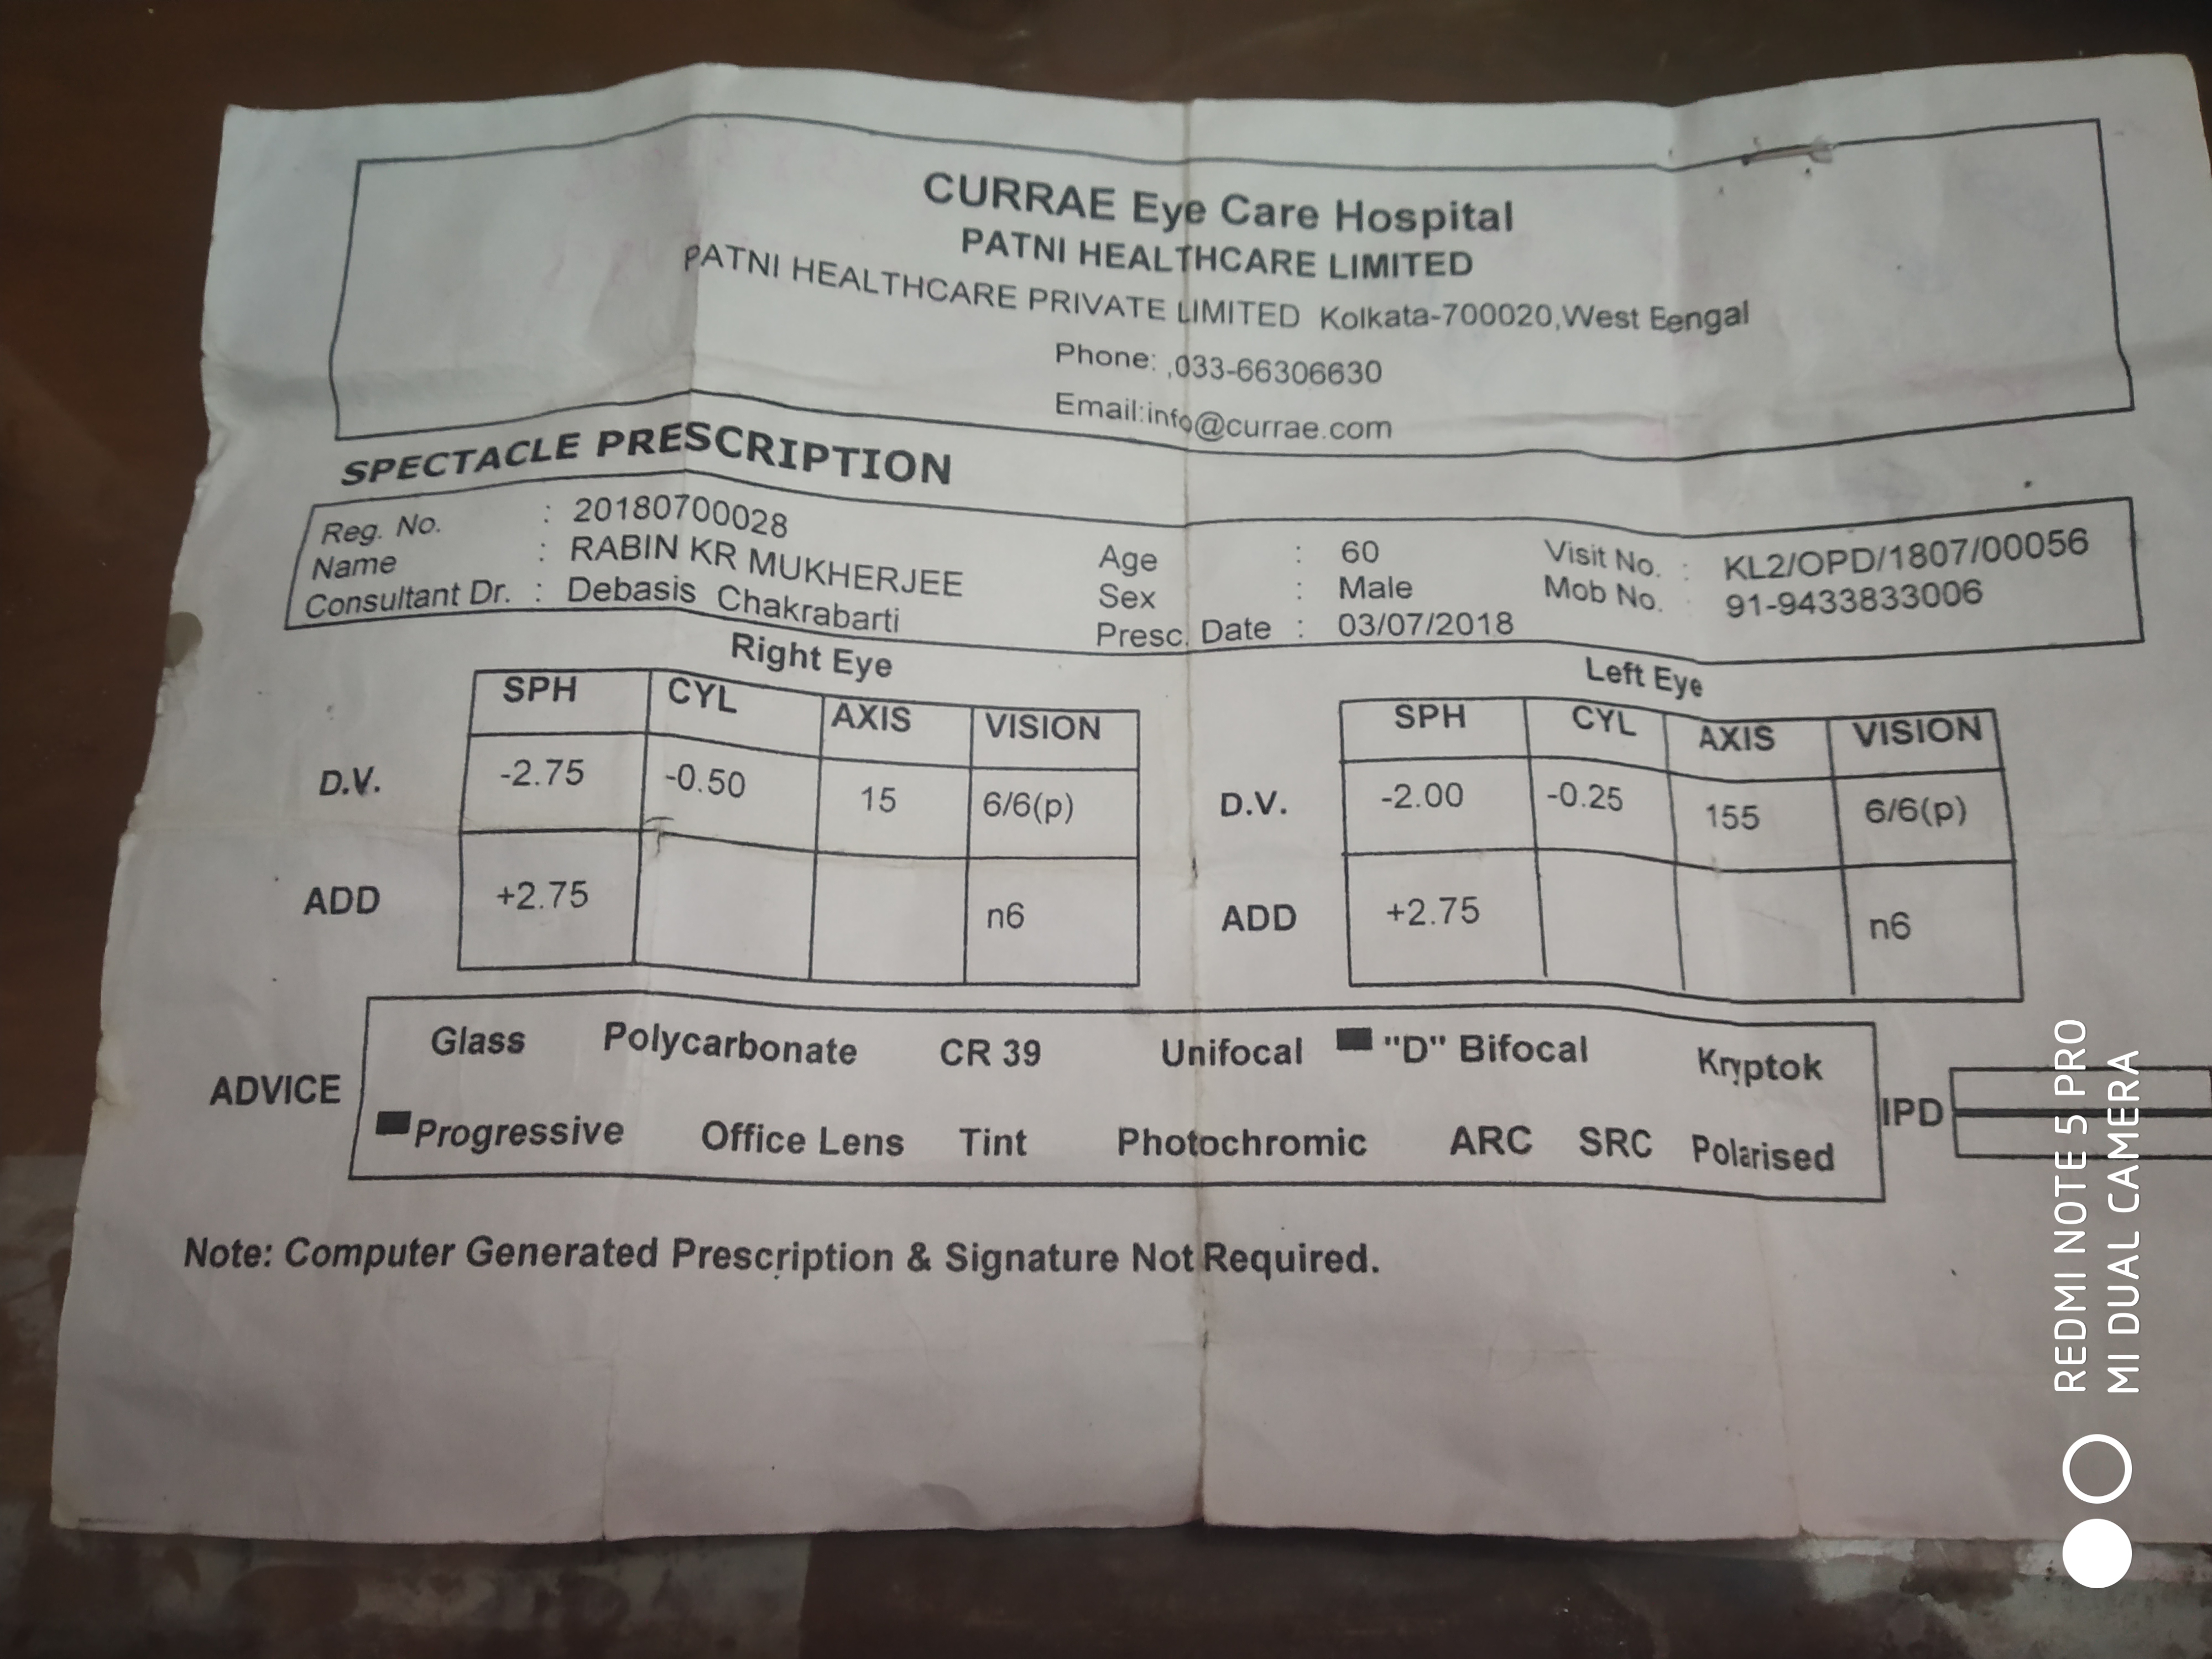 CURRAE Eye Care Hospital
PATNI HEALTHCARE LIMITED
PATNI HEALTHCARE PRIVATE LIMITED Kolkata-700020,West Bengal
Phone: ,033-66306630
Email:info@currae.com
SPECTACLE PRESCRIPTION
Reg. No. : 20180700028 Age : 60 Visit No. : KL2/OPD/1807/00056
Name : RABIN KR MUKHERJEE Sex : Male Mob No. : 91-9433833006
Consultant Dr. : Debasis Chakrabarti Presc. Date : 03/07/2018
Right Eye Left Eye
SPH CYL AXIS VISION SPH CYL AXIS VISION
D.V. -2.75 -0.50 15 6/6(p) D.V. -2.00 -0.25 155 6/6(p)
ADD +2.75 n6 ADD +2.75 n6
Glass Polycarbonate CR 39 Unifocal "D" Bifocal Kryptok
ADVICE
Progressive Office Lens Tint Photochromic ARC SRC Polarised
IPD
Note: Computer Generated Prescription & Signature Not Required.
REDMI NOTE 5 PRO
MI DUAL CAMERA